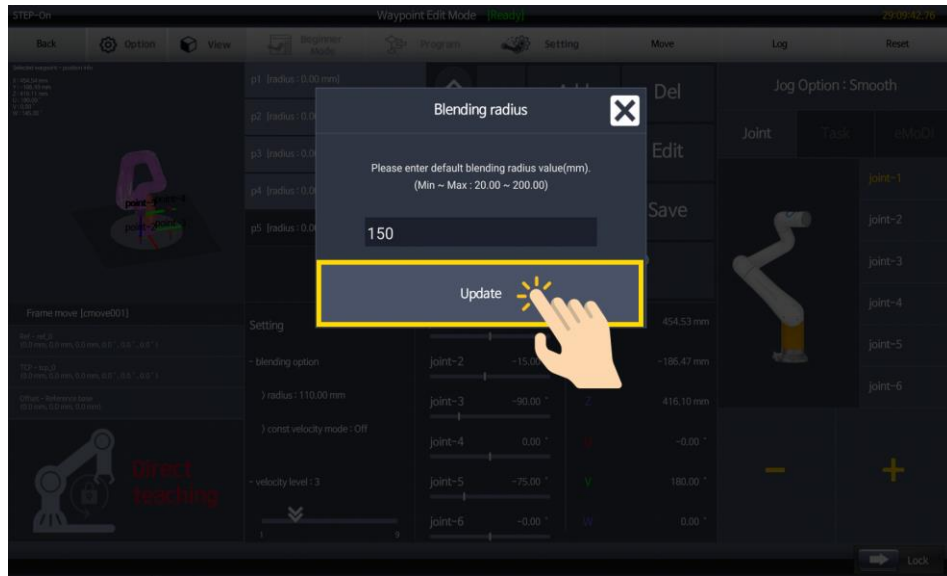 STEP-On
Waypoint Edit Mode [Ready]
29:09:42.76
Back
Option
View
Beginner
Mode
Program
Setting
Move
Log
Reset
p1 [radius : 0.00 mm]
Del
Jog Option : Smooth
p2 [radius : 0.0
Blending radius
Joint
Task
eMoDi
p3 [radius : 0.0
Edit
Please enter default blending radius value(mm).
(Min ~ Max : 20.00 ~ 200.00)
joint-1
p4 [radius : 0.0
Save
joint-2
p5 [radius : 0.0
150
joint-3
Update
joint-4
Frame move [cmove001]
Setting
454.53 mm
joint-5
- blending option
joint-2
-15.00
-186.47 mm
joint-6
) radius : 110.00 mm
joint-3
-90.00 °
Z
416.10 mm
) const velocity mode : Off
joint-4
0.00 °
-0.00 °
Direct
teaching
- velocity level : 3
joint-5
-75.00 °
V
180.00 °
joint-6
-0.00 °
W
0.00 °
Lock